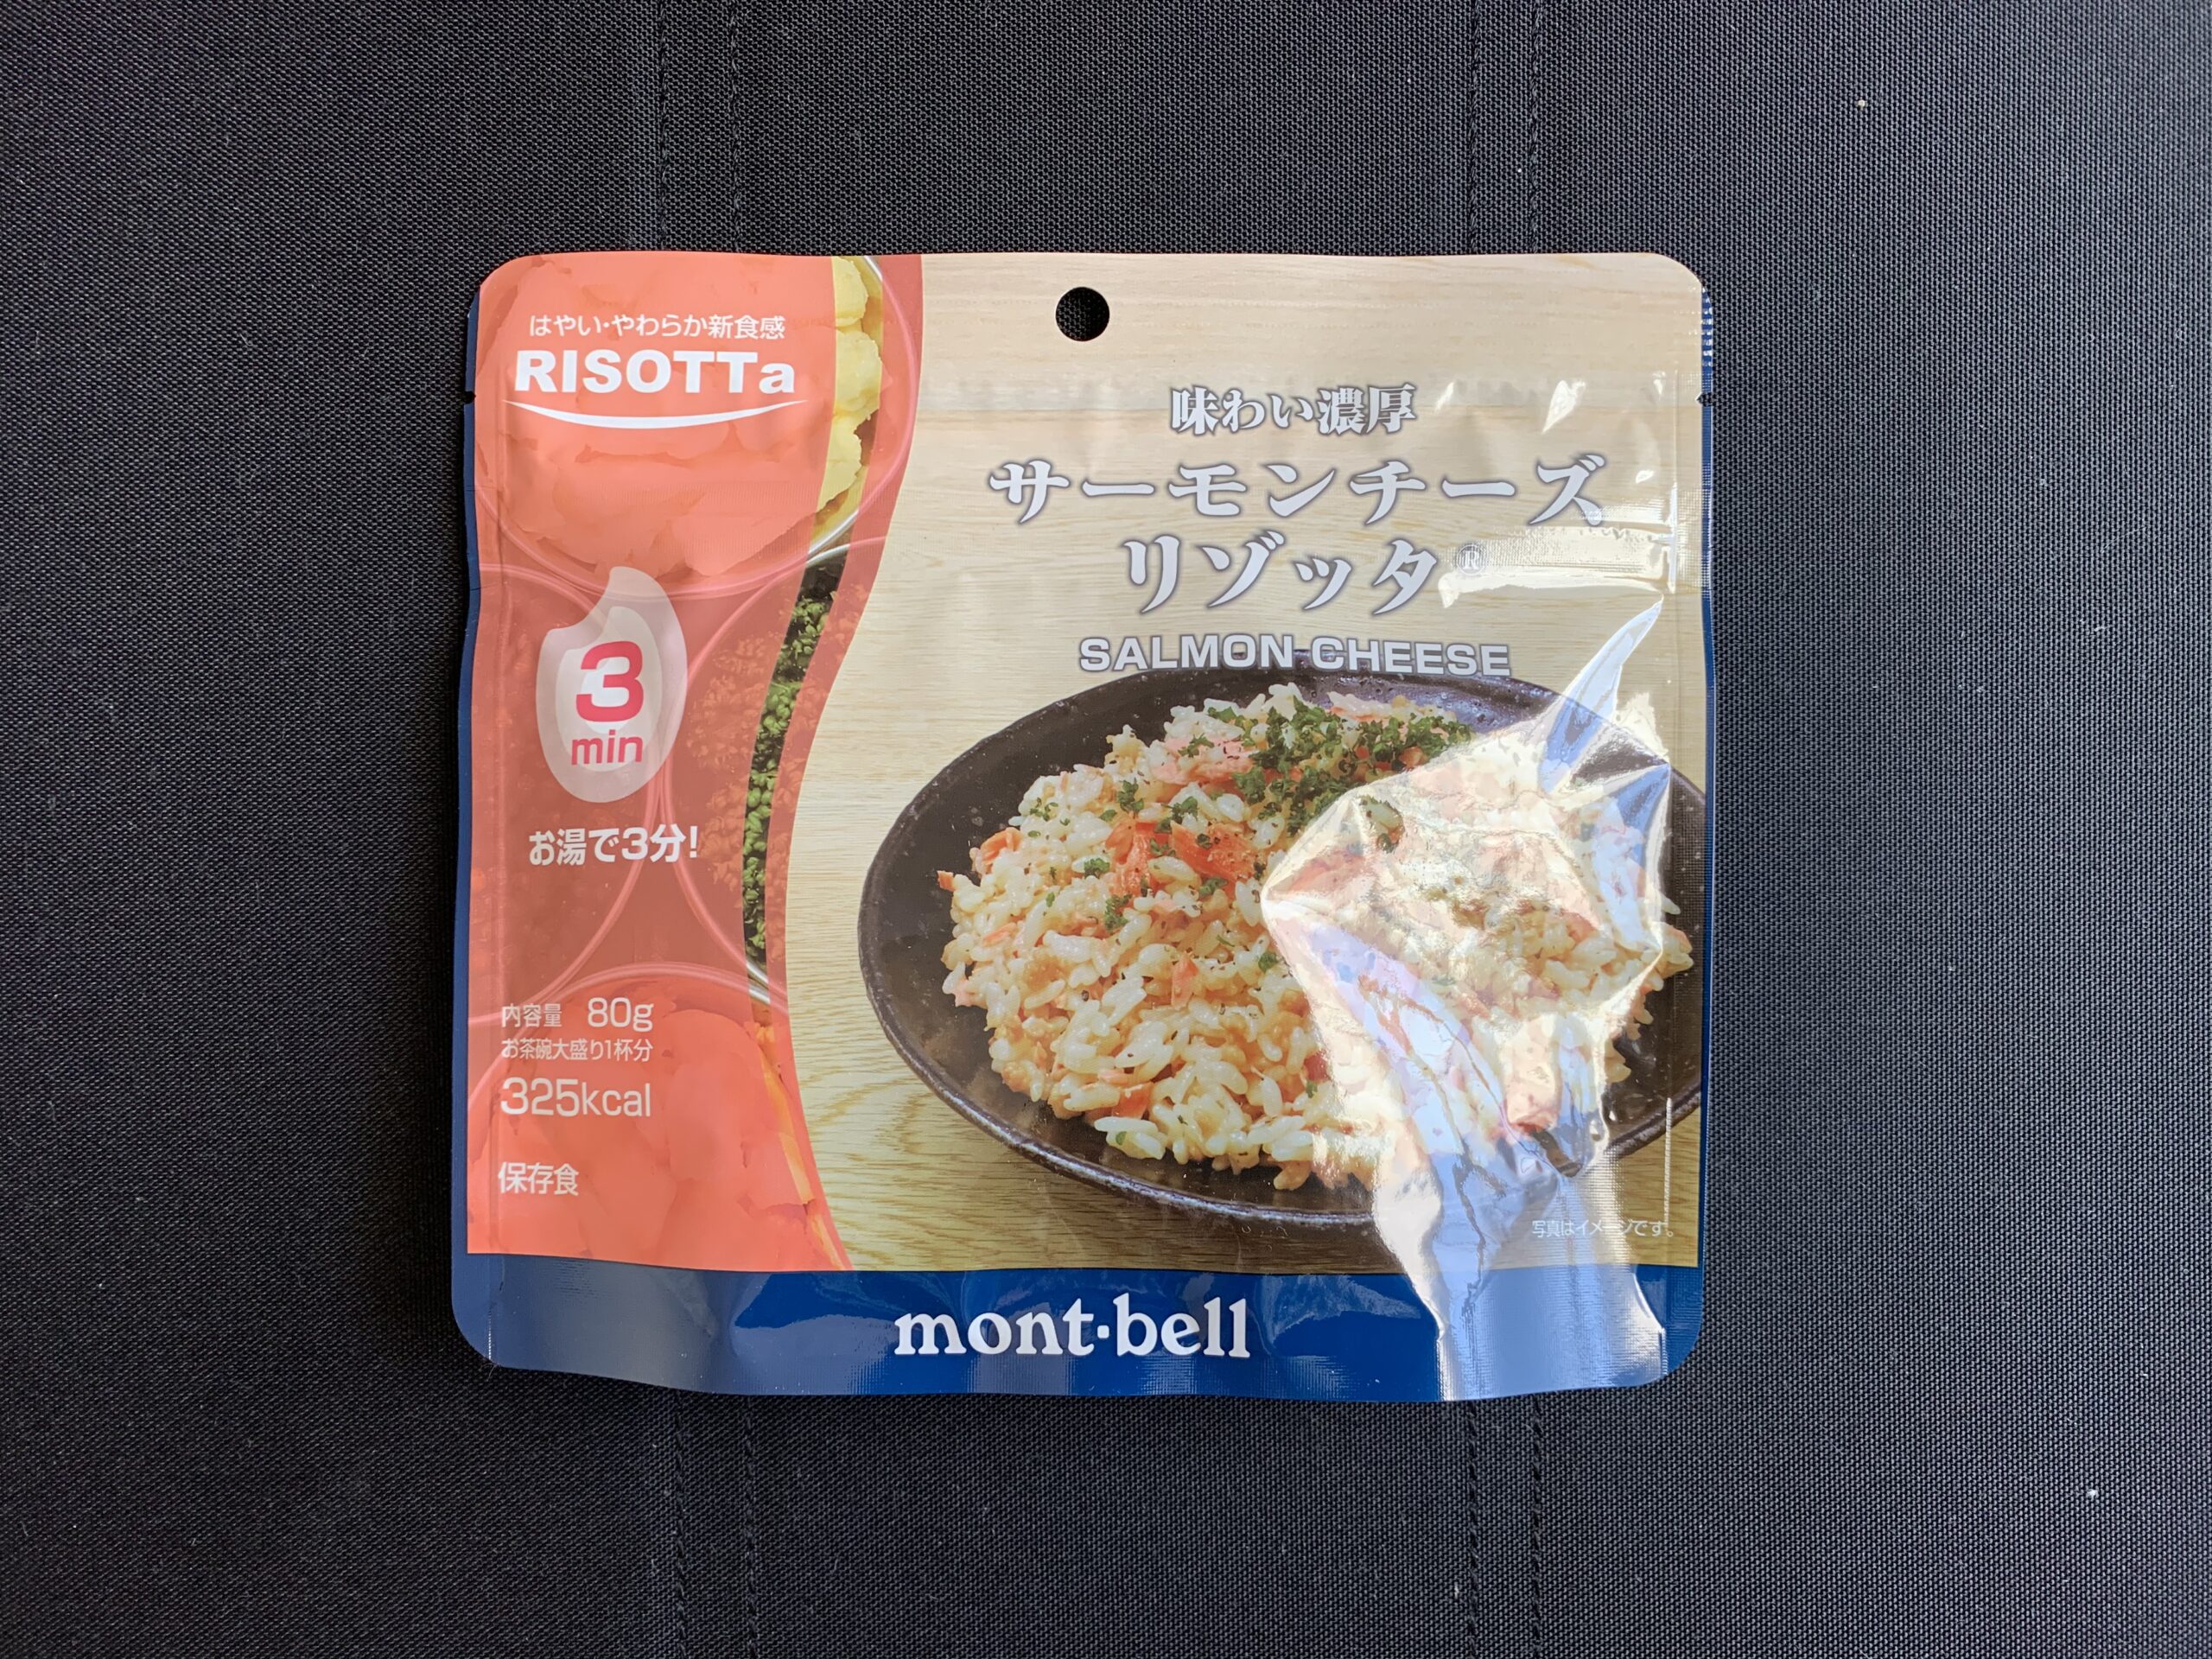 はやい・やわらか新食感
RISOTTa
味わい濃厚
サーモンチーズ
リゾッタ®
SALMON CHEESE
3
min
お湯で3分!
内容量 80g
お茶碗大盛り1杯分
325kcal
保存食
写真はイメージです。
mont-bell